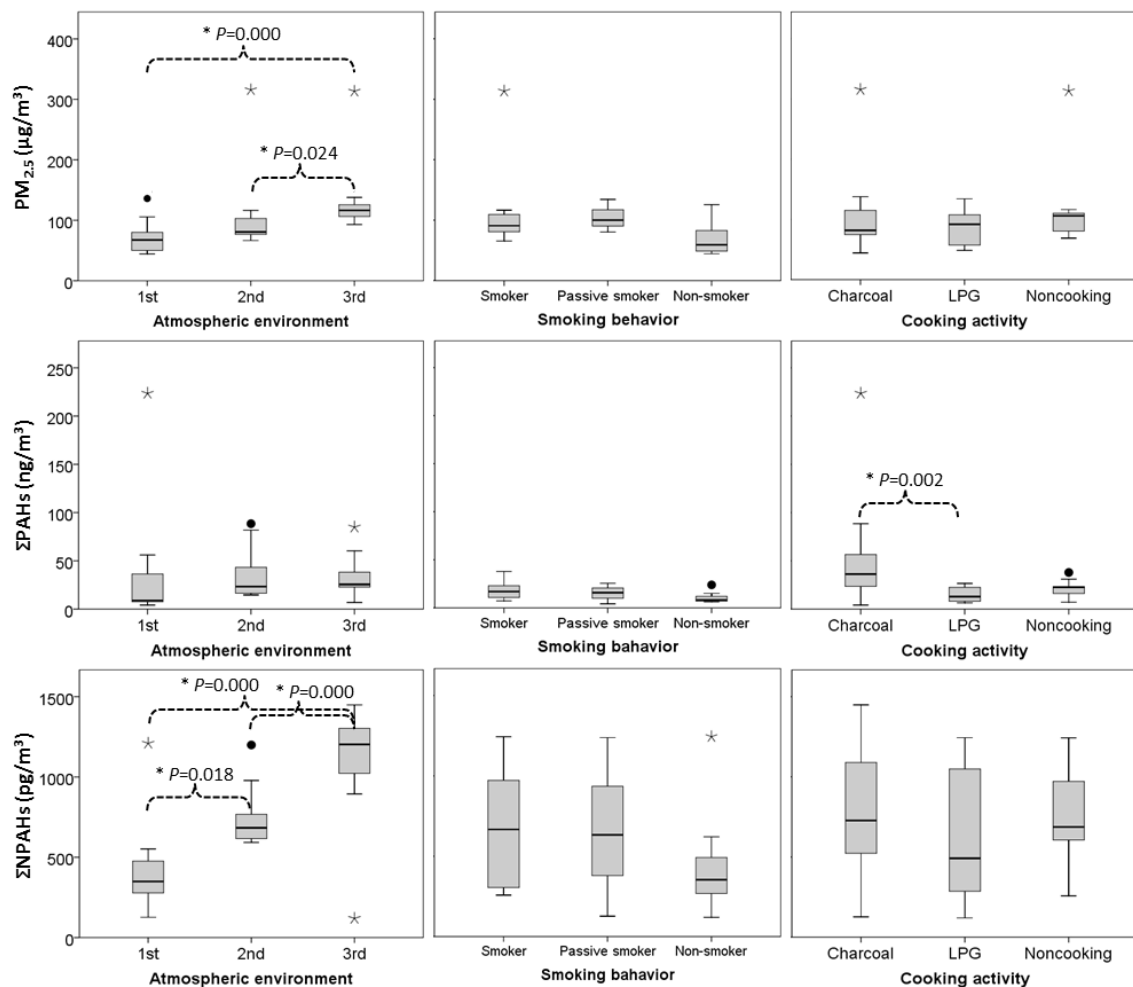 PM2.5 (µg/m³)
400
300
200
100
0
* P=0.000
* P=0.024
1st 2nd 3rd
Atmospheric environment
Smoker Passive smoker Non-smoker
Smoking behavior
Charcoal LPG Noncooking
Cooking activity
ΣPAHs (ng/m³)
250
200
150
100
50
0
1st 2nd 3rd
Atmospheric environment
Smoker Passive smoker Non-smoker
Smoking bahavior
* P=0.002
Charcoal LPG Noncooking
Cooking activity
ΣNPAHs (pg/m³)
1500
1000
500
0
* P=0.000 * P=0.000
* P=0.018
1st 2nd 3rd
Atmospheric environment
Smoker Passive smoker Non-smoker
Smoking bahavior
Charcoal LPG Noncooking
Cooking activity